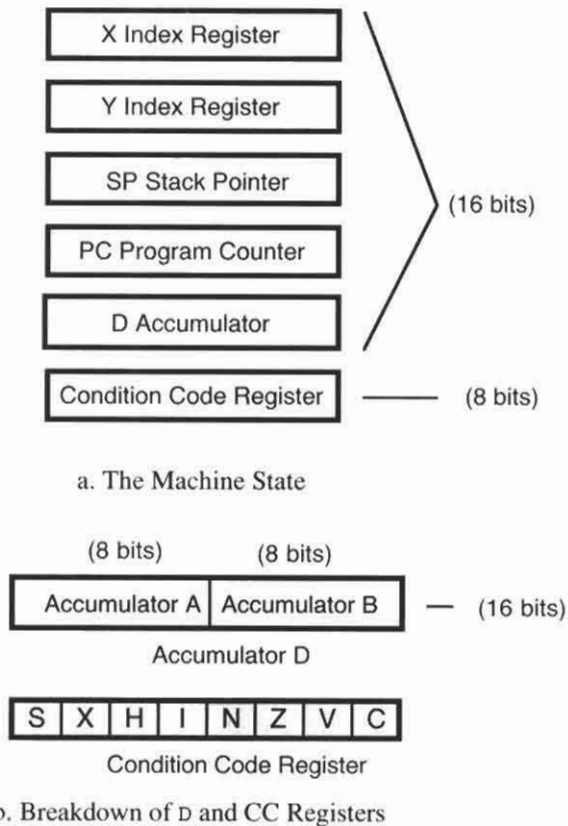 X Index Register
Y Index Register
SP Stack Pointer
(16 bits)
PC Program Counter
D Accumulator
Condition Code Register
(8 bits)
a. The Machine State
(8 bits) (8 bits)
Accumulator A Accumulator B
(16 bits)
Accumulator D
S X H I N Z V C
Condition Code Register
. Breakdown of D and CC Registers